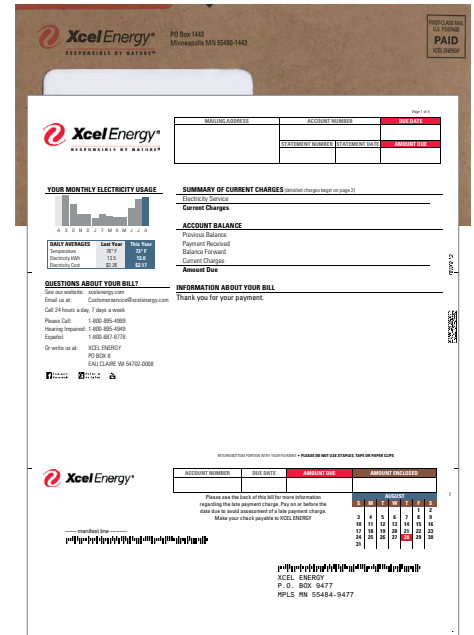 Xcel Energy®
RESPONSIBLE BY NATURE®
PO Box 1443
Minneapolis MN 55480-1443
FIRST-CLASS MAIL
U.S. POSTAGE
PAID
XCEL ENERGY
Page 1 of 5
Xcel Energy®
RESPONSIBLE BY NATURE®
MAILING ADDRESS
ACCOUNT NUMBER
DUE DATE
STATEMENT NUMBER
STATEMENT DATE
AMOUNT DUE
YOUR MONTHLY ELECTRICITY USAGE
A S O N D J F M A M J J A
DAILY AVERAGES Last Year This Year
Temperature 76° F 73° F
Electricity kWh 13.5 13.0
Electricity Cost $2.26 $3.17
QUESTIONS ABOUT YOUR BILL?
See our website: xcelenergy.com
Email us at: Customerservice@xcelenergy.com
Call 24 hours a day, 7 days a week
Please Call: 1-800-895-4999
Hearing Impaired: 1-800-895-4949
Español: 1-800-687-8778
Or write us at: XCEL ENERGY
PO BOX 8
EAU CLAIRE WI 54702-0008
SUMMARY OF CURRENT CHARGES (detailed charges begin on page 2)
Electricity Service
Current Charges
ACCOUNT BALANCE
Previous Balance
Payment Received
Balance Forward
Current Charges
Amount Due
INFORMATION ABOUT YOUR BILL
Thank you for your payment.
RETURN BOTTOM PORTION WITH YOUR PAYMENT • PLEASE DO NOT USE STAPLES, TAPE OR PAPER CLIPS
Xcel Energy®
ACCOUNT NUMBER
DUE DATE
AMOUNT DUE
AMOUNT ENCLOSED
Please see the back of this bill for more information
regarding the late payment charge. Pay on or before the
date due to avoid assessment of a late payment charge.
Make your check payable to XCEL ENERGY
AUGUST
S M T W T F S
1 2
3 4 5 6 7 8 9
10 11 12 13 14 15 16
17 18 19 20 21 22 23
24 25 26 27 28 29 30
31
------ manifest line ---------
XCEL ENERGY
P.O. BOX 9477
MPLS MN 55484-9477